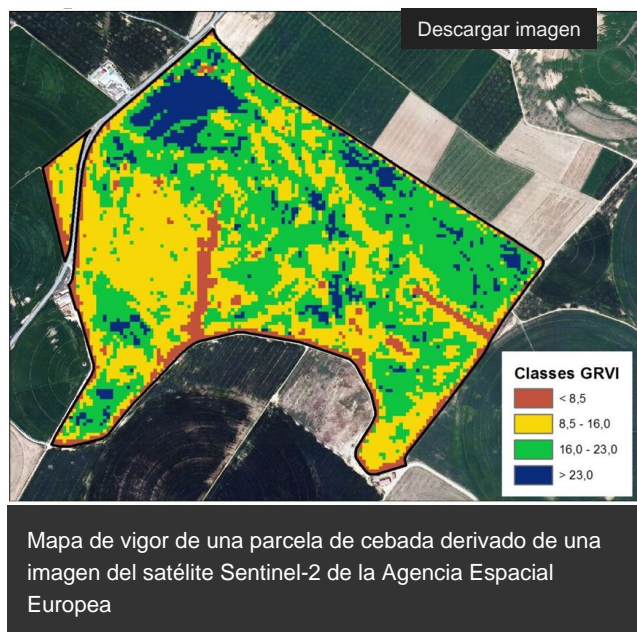 Descargar imagen
Classes GRVI
< 8,5
8,5 - 16,0
16,0 - 23,0
> 23,0
Mapa de vigor de una parcela de cebada derivado de una
imagen del satélite Sentinel-2 de la Agencia Espacial
Europea